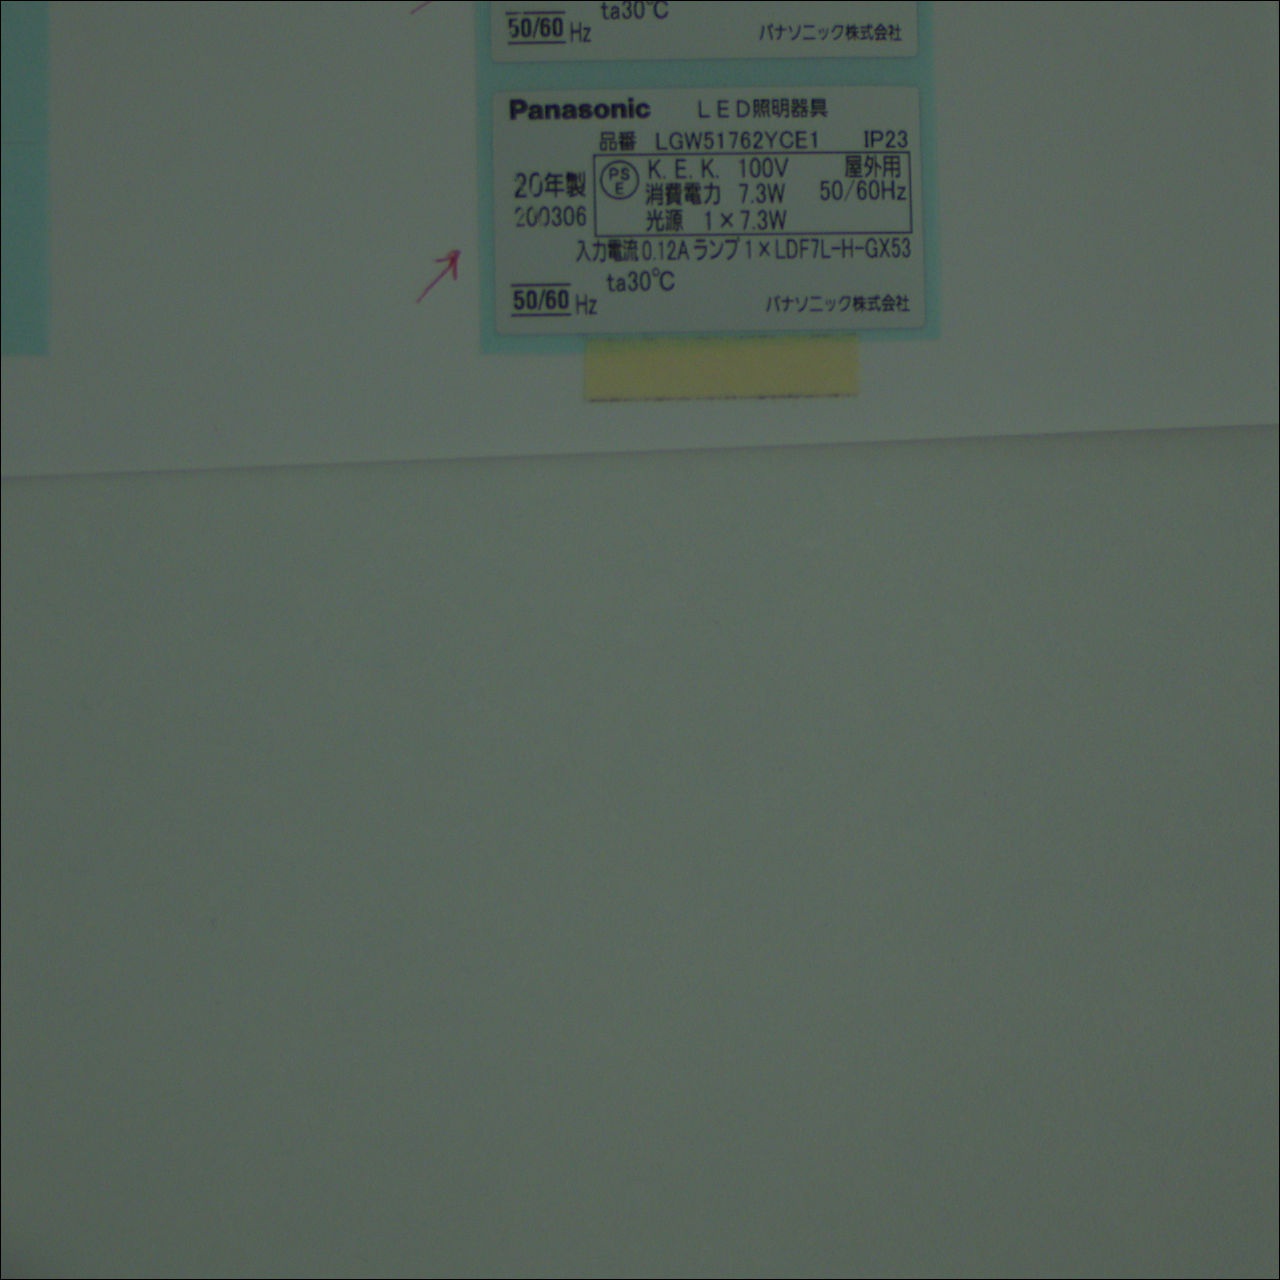 ta30℃
50/60 Hz パナソニック株式会社
Panasonic LED照明器具
品番 LGW51762YCE1 IP23
20年製 PS E K.E.K. 100V 屋外用
消費電力 7.3W 50/60Hz
200306 光源 1×7.3W
入力電流0.12A ランプ1×LDF7L-H-GX53
ta30℃
50/60 Hz パナソニック株式会社